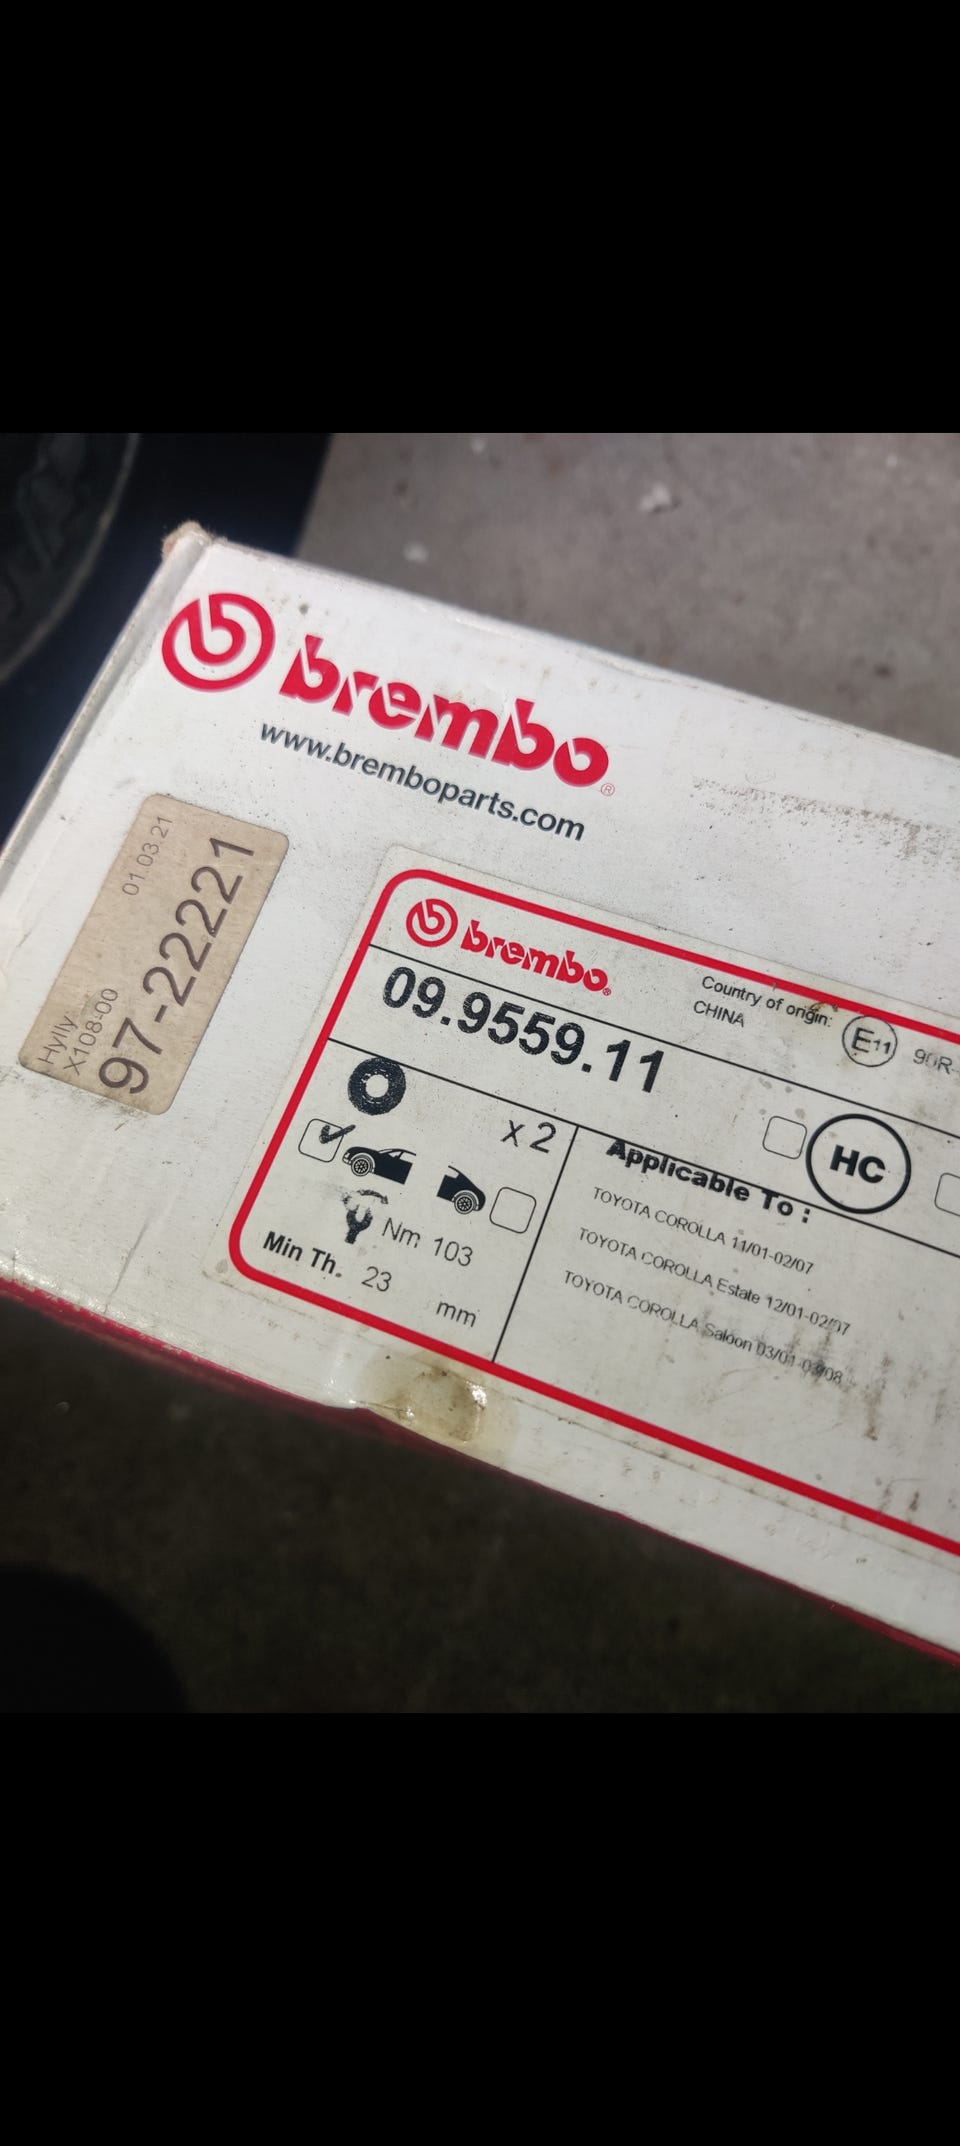 brembo®
www.bremboparts.com
01.03.21
97-22221
Hylly
X108-00
brembo®
09.9559.11
Country of origin:
CHINA
E11
HC
x 2
Nm 103
Min Th. 23
mm
Applicable To :
TOYOTA COROLLA 11/01-02/07
TOYOTA COROLLA Estate 12/01-02/07
TOYOTA COROLLA Saloon 03/01-03/08